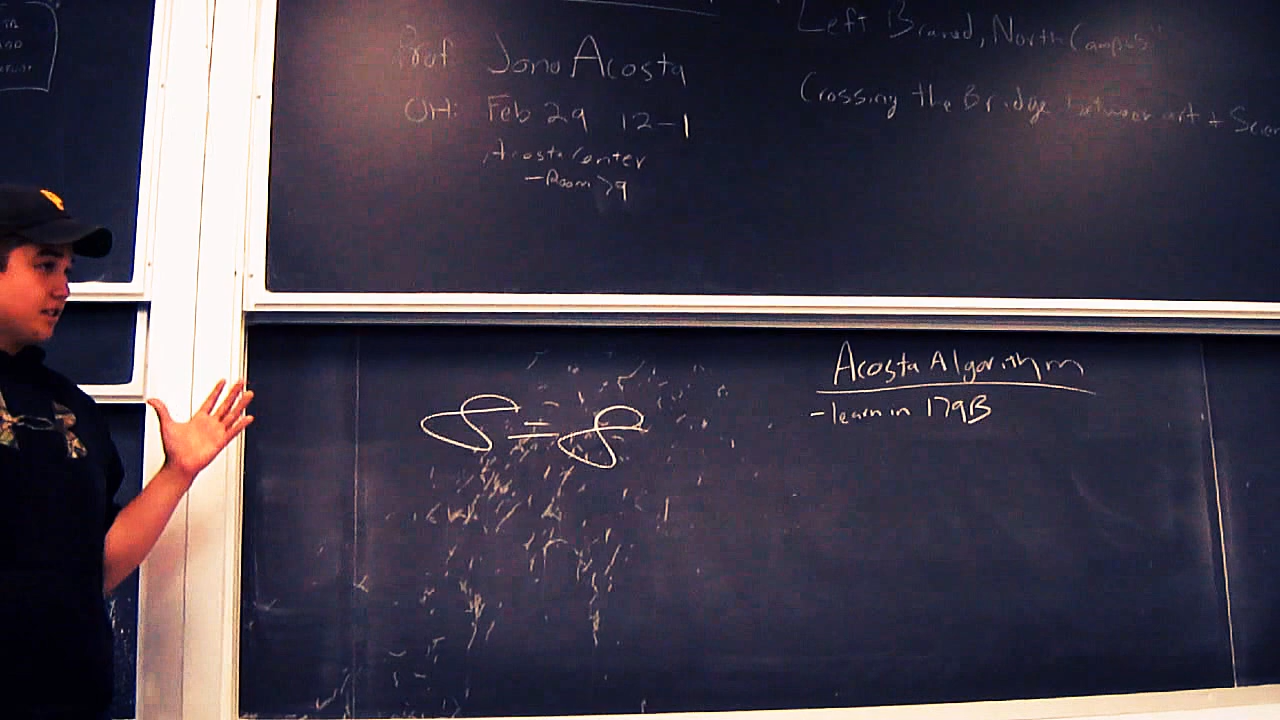 Prof Jono Acosta
OH: Feb 29 12-1
Acosta Center
- Room >9
Left Brained, North Campus"
Crossing the Bridge between art + Scien
Acosta Algorithm
- learn in 179B